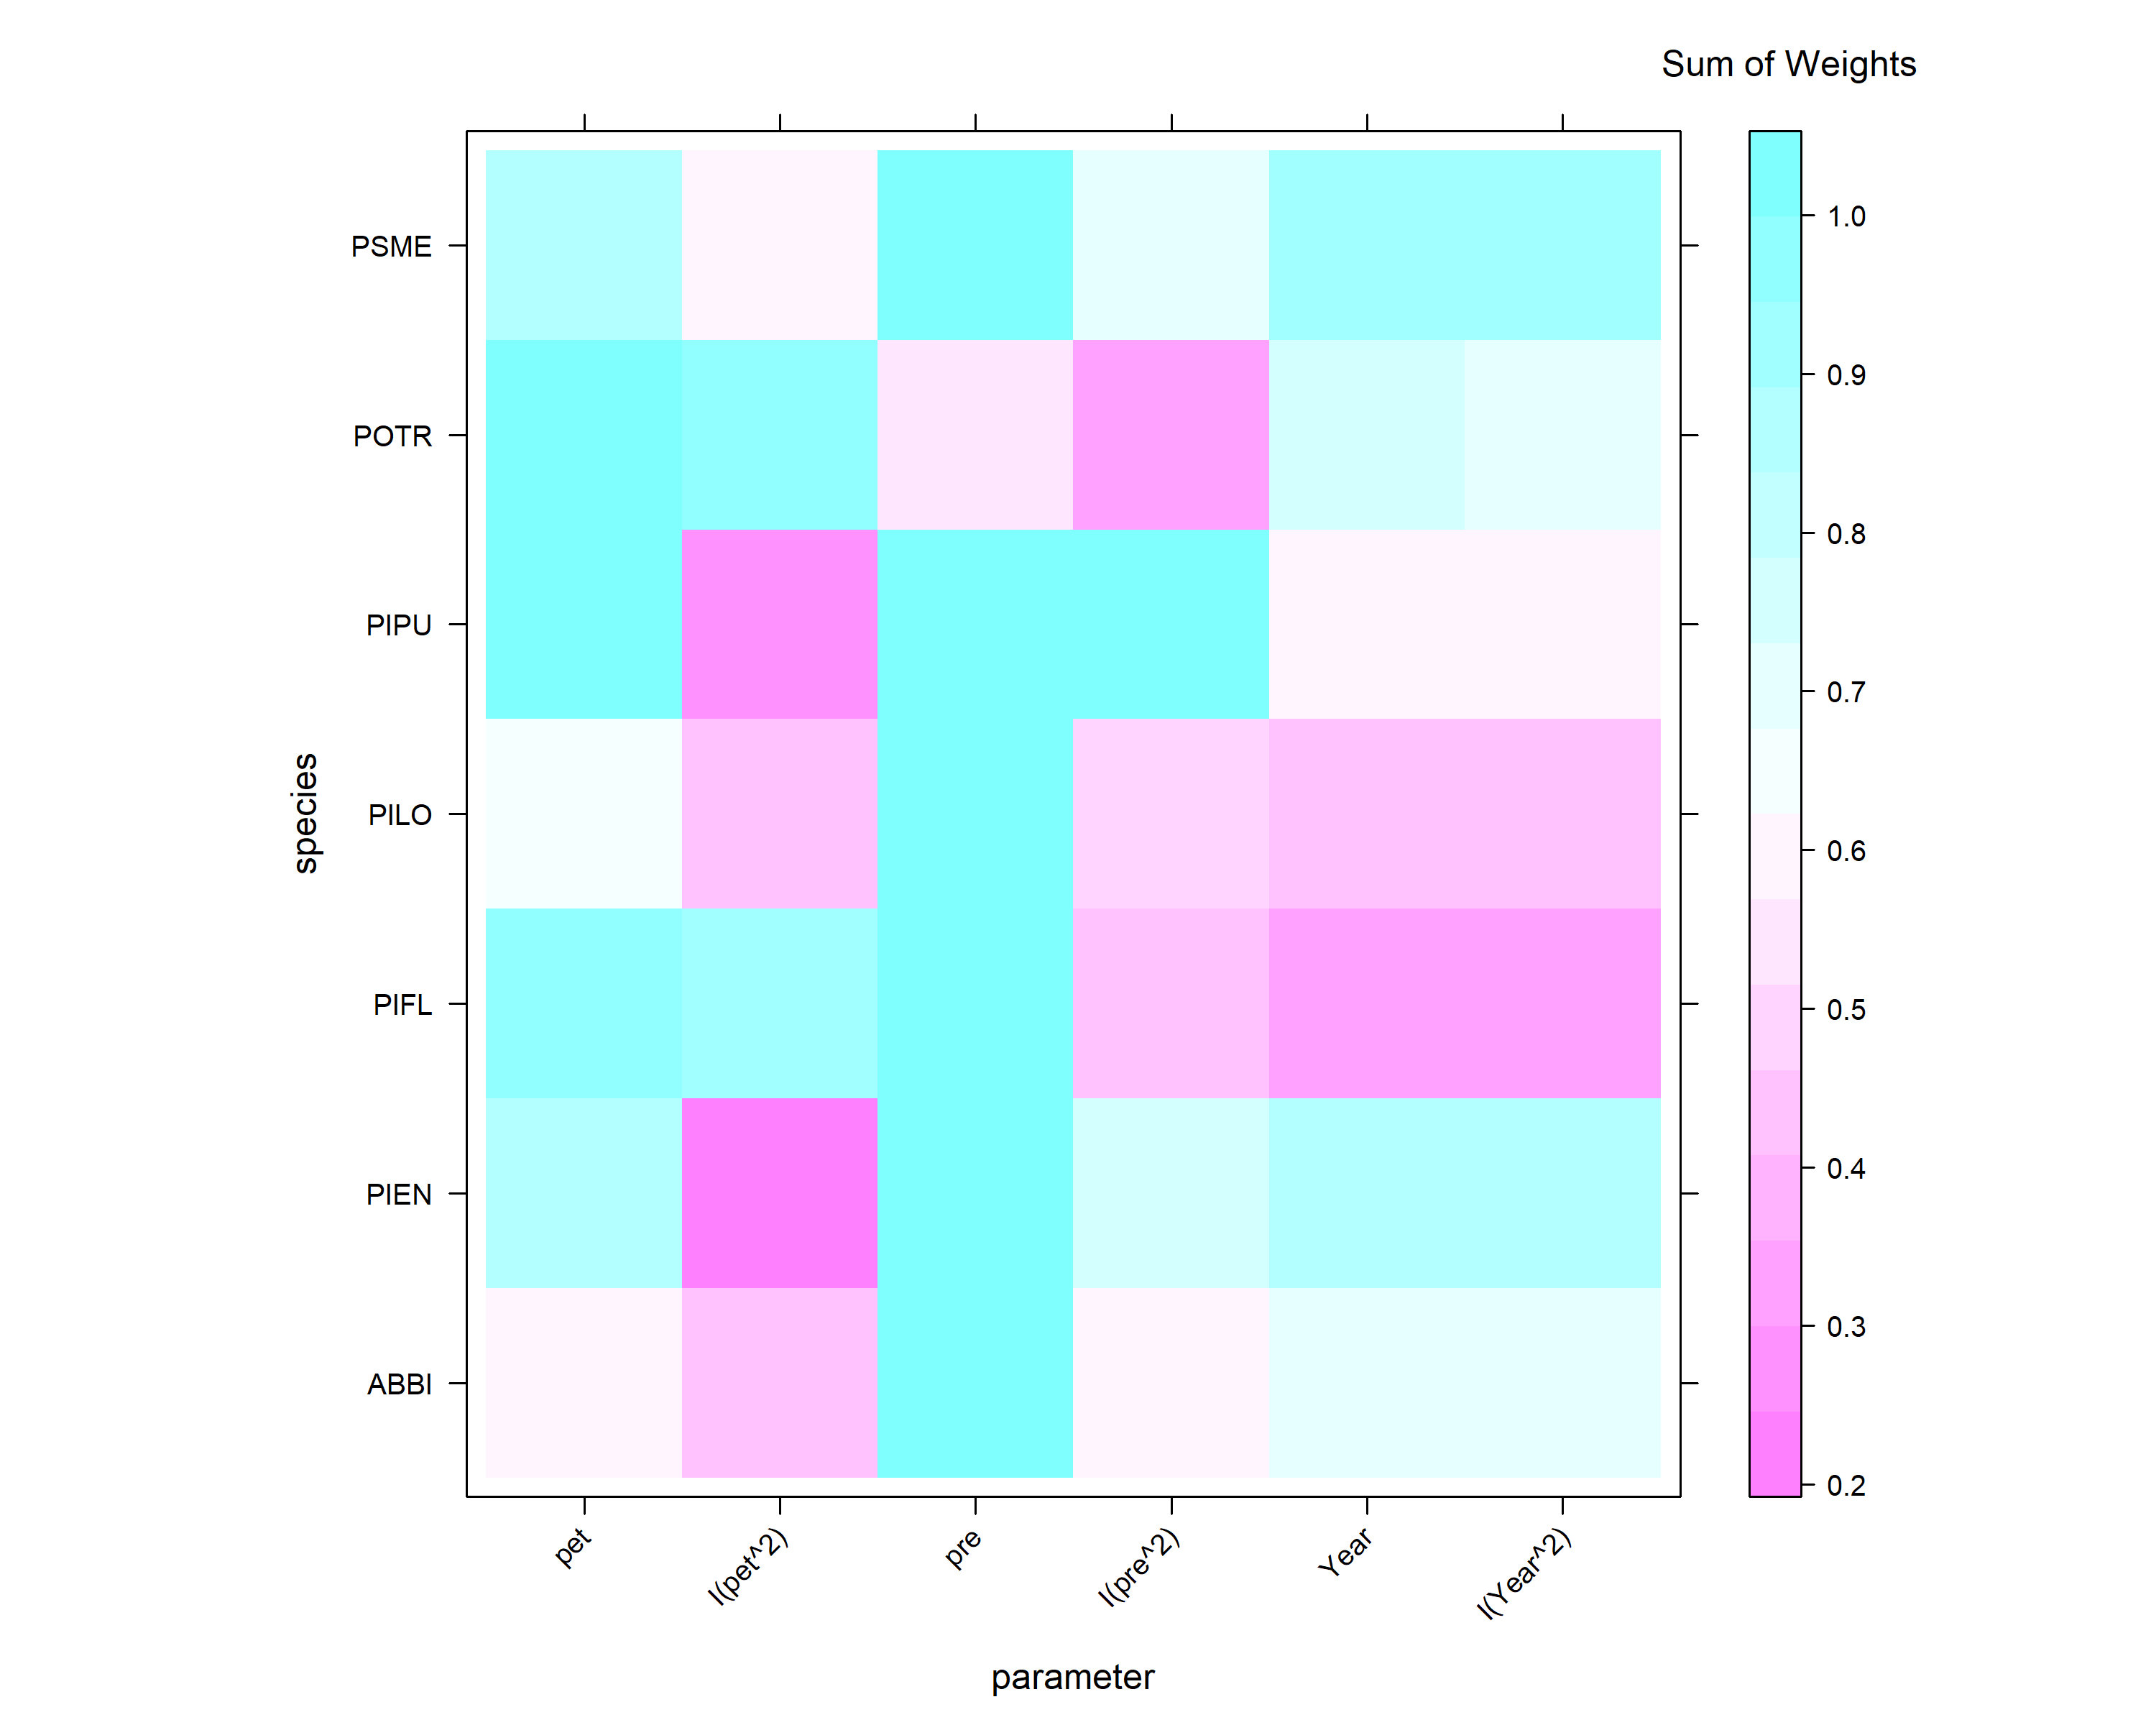 Sum of Weights
PSME
POTR
PIPU
PILO
PIFL
PIEN
ABBI
species
1.0
0.9
0.8
0.7
0.6
0.5
0.4
0.3
0.2
pet
I(pet^2)
pre
I(pre^2)
Year
I(Year^2)
parameter